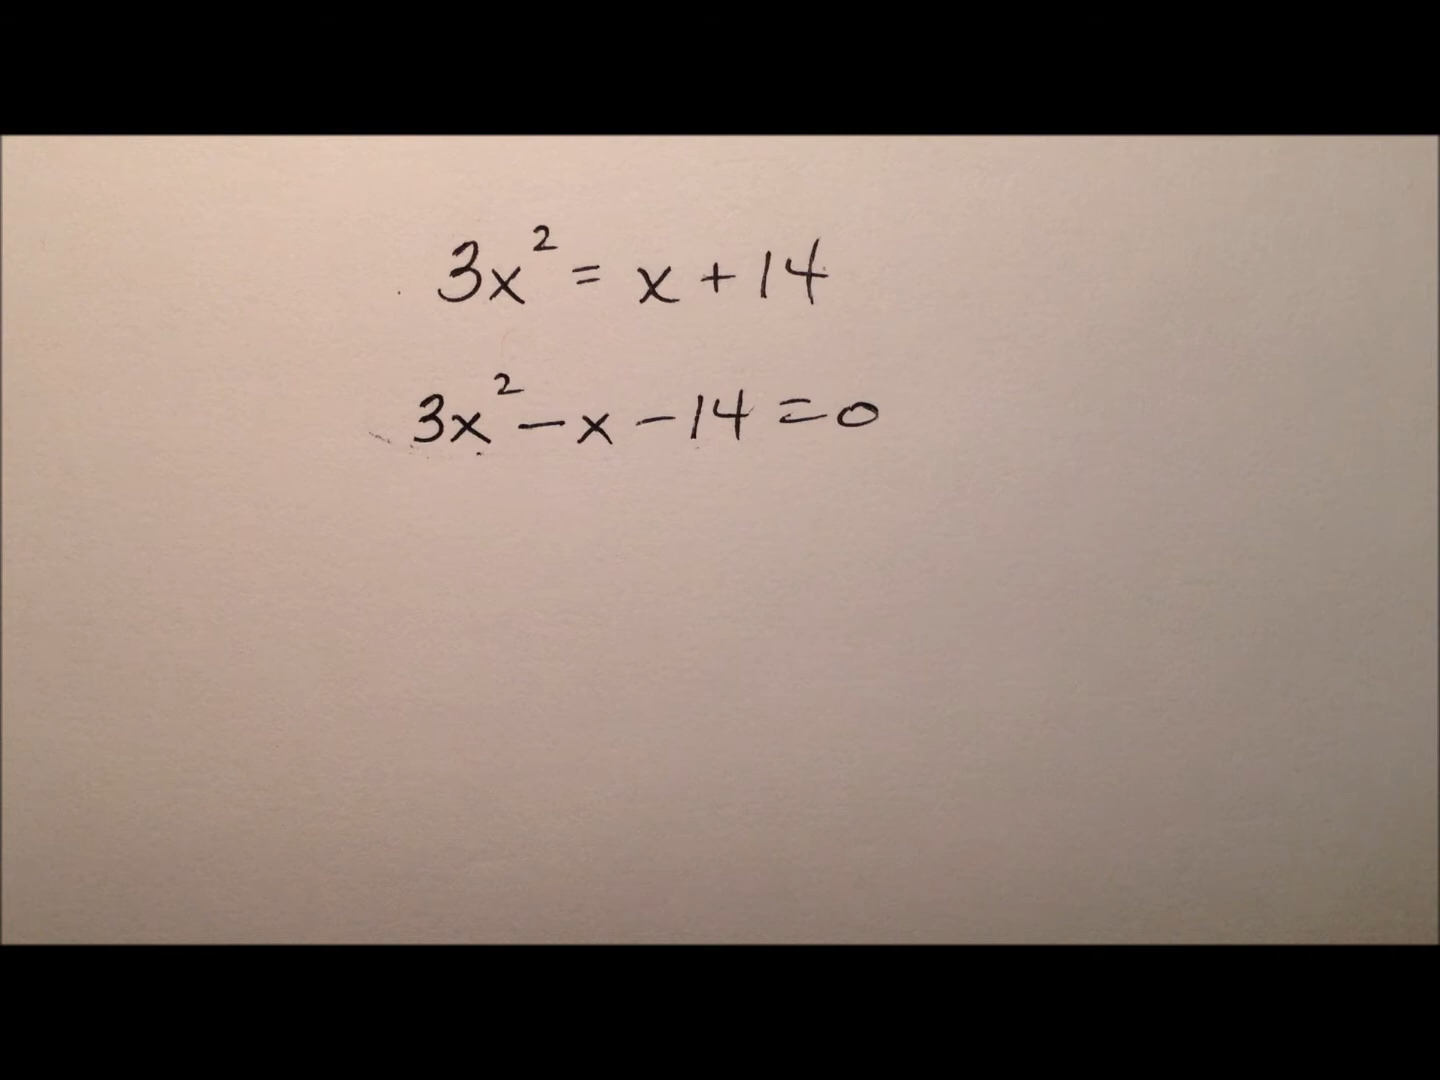 3x² = x + 14
3x² - x - 14 = 0